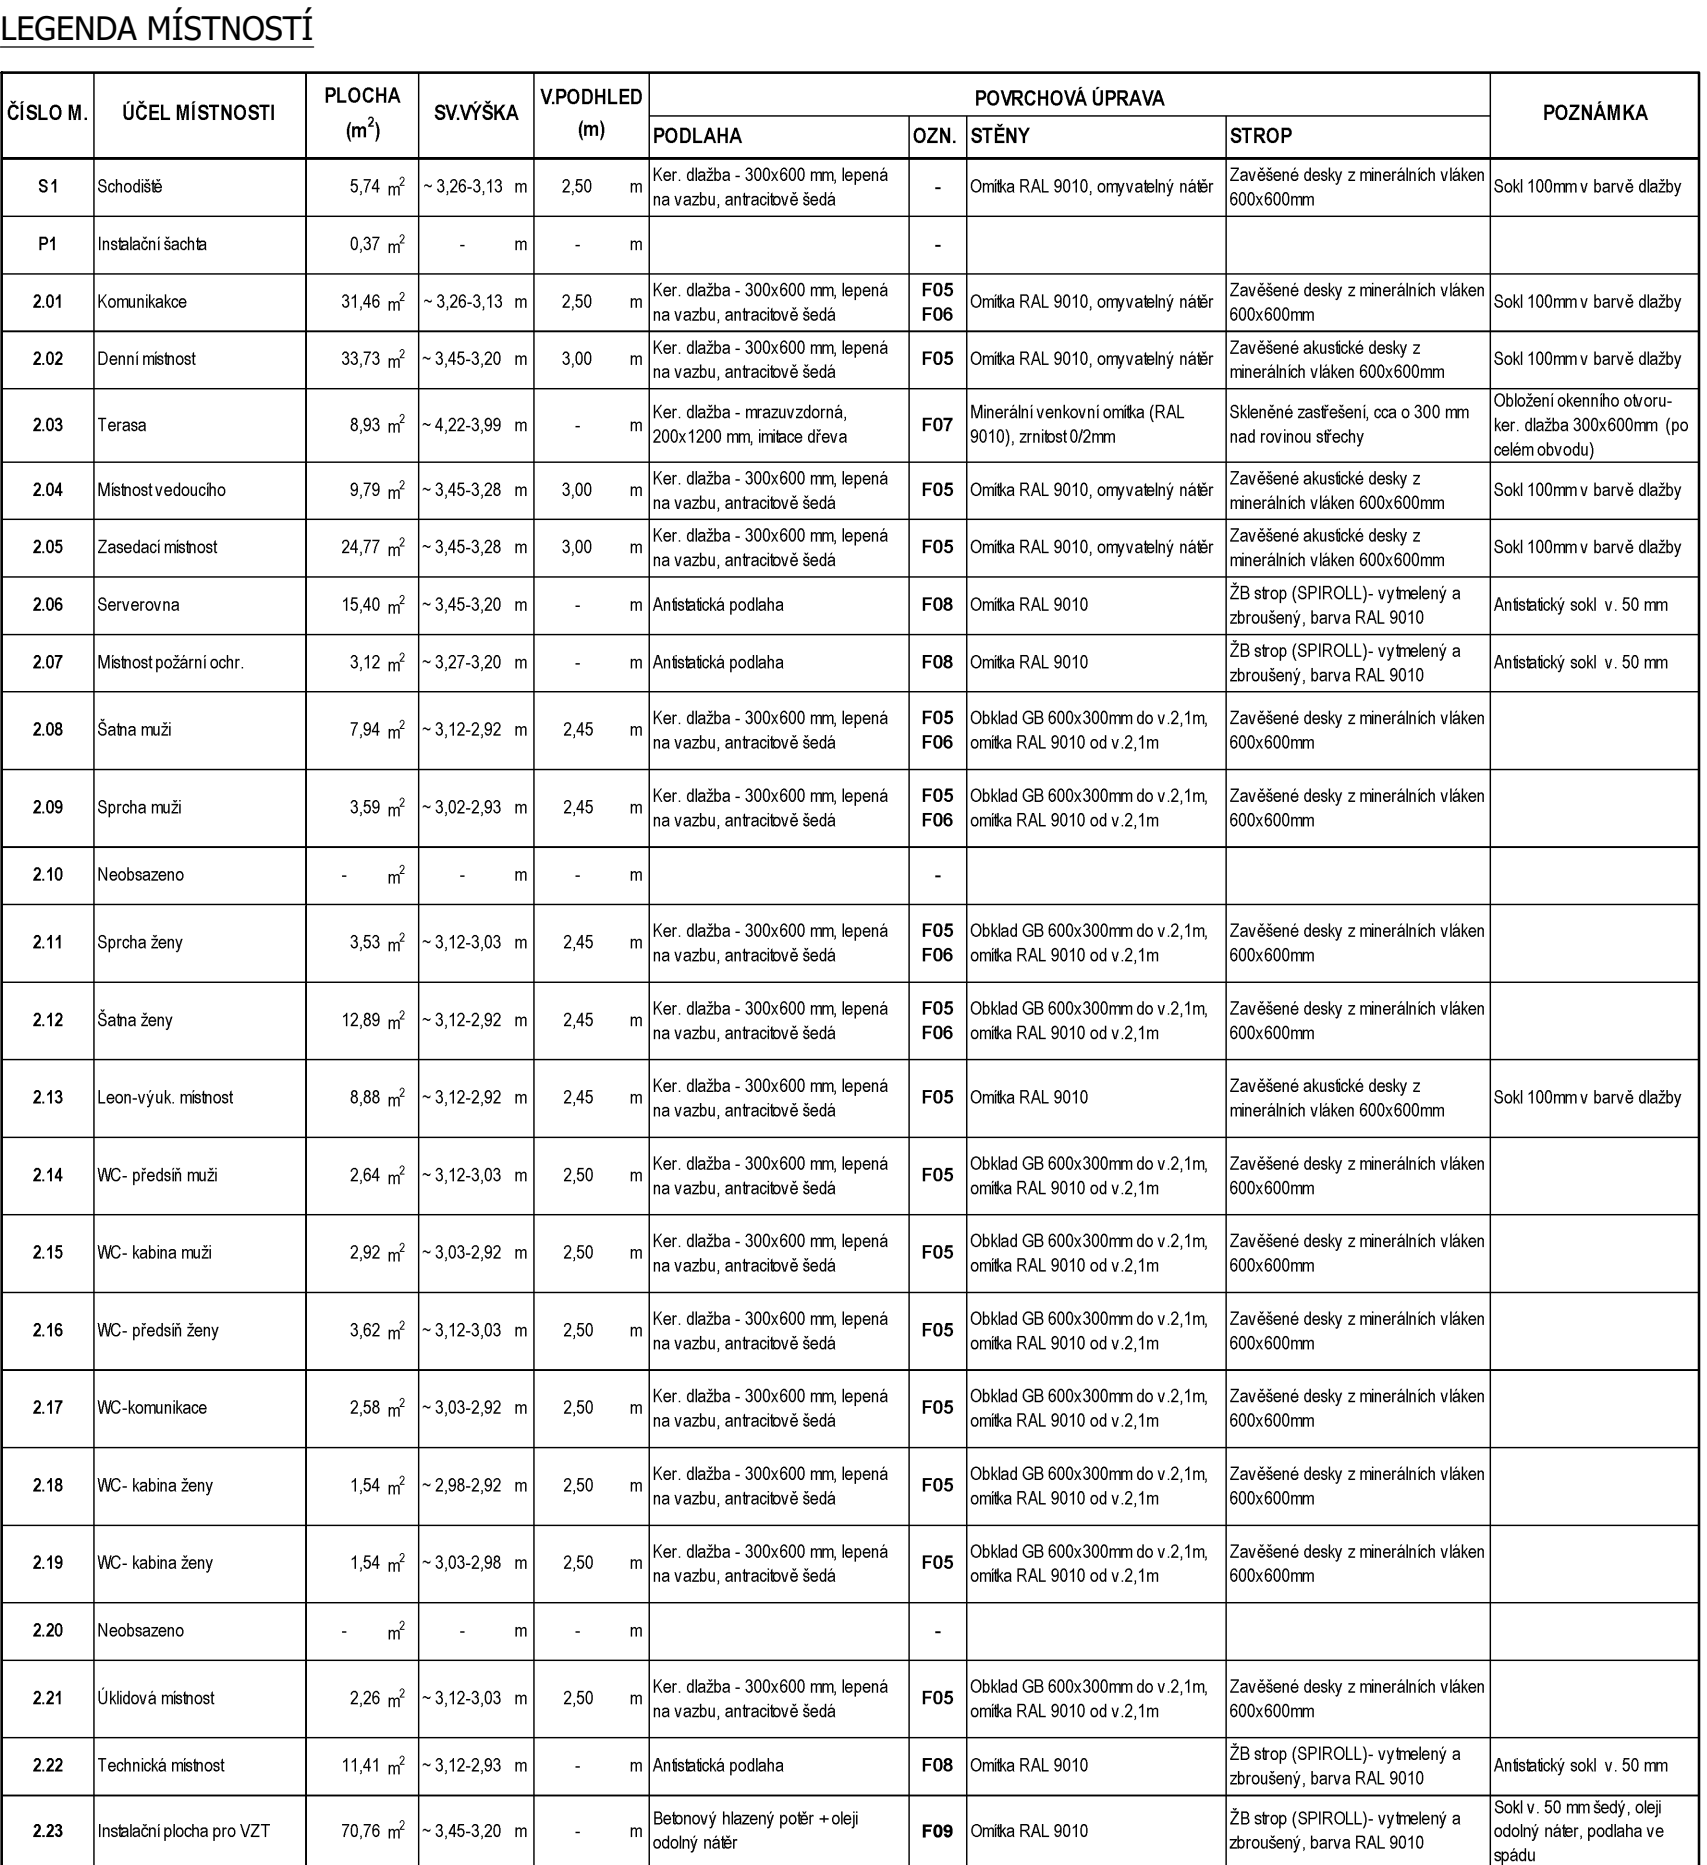 LEGENDA MÍSTNOSTÍ
ČÍSLO M. ÚČEL MÍSTNOSTI PLOCHA (m²) SV.VÝŠKA V.PODHLED (m) POVRCHOVÁ ÚPRAVA POZNÁMKA
PODLAHA OZN. STĚNY STROP
S1 Schodiště 5,74 m² ~ 3,26-3,13 m 2,50 m Ker. dlažba - 300x600 mm, lepená na vazbu, antracitově šedá - Omítka RAL 9010, omyvatelný nátěr Zavěšené desky z minerálních vláken 600x600mm Sokl 100mm v barvě dlažby
P1 Instalační šachta 0,37 m² - m - m -
2.01 Komunikakce 31,46 m² ~ 3,26-3,13 m 2,50 m Ker. dlažba - 300x600 mm, lepená na vazbu, antracitově šedá F05 F06 Omítka RAL 9010, omyvatelný nátěr Zavěšené desky z minerálních vláken 600x600mm Sokl 100mm v barvě dlažby
2.02 Denní místnost 33,73 m² ~ 3,45-3,20 m 3,00 m Ker. dlažba - 300x600 mm, lepená na vazbu, antracitově šedá F05 Omítka RAL 9010, omyvatelný nátěr Zavěšené akustické desky z minerálních vláken 600x600mm Sokl 100mm v barvě dlažby
2.03 Terasa 8,93 m² ~ 4,22-3,99 m - m Ker. dlažba - mrazuvzdorná, 200x1200 mm, imitace dřeva F07 Minerální venkovní omítka (RAL 9010), zrnitost 0/2mm Skleněné zastřešení, cca o 300 mm nad rovinou střechy Obložení okenního otvoru- ker. dlažba 300x600mm (po celém obvodu)
2.04 Místnost vedoucího 9,79 m² ~ 3,45-3,28 m 3,00 m Ker. dlažba - 300x600 mm, lepená na vazbu, antracitově šedá F05 Omítka RAL 9010, omyvatelný nátěr Zavěšené akustické desky z minerálních vláken 600x600mm Sokl 100mm v barvě dlažby
2.05 Zasedací místnost 24,77 m² ~ 3,45-3,28 m 3,00 m Ker. dlažba - 300x600 mm, lepená na vazbu, antracitově šedá F05 Omítka RAL 9010, omyvatelný nátěr Zavěšené akustické desky z minerálních vláken 600x600mm Sokl 100mm v barvě dlažby
2.06 Serverovna 15,40 m² ~ 3,45-3,20 m - m Antistatická podlaha F08 Omítka RAL 9010 ŽB strop (SPIROLL)- vytmelený a zbroušený, barva RAL 9010 Antistatický sokl v. 50 mm
2.07 Místnost požární ochr. 3,12 m² ~ 3,27-3,20 m - m Antistatická podlaha F08 Omítka RAL 9010 ŽB strop (SPIROLL)- vytmelený a zbroušený, barva RAL 9010 Antistatický sokl v. 50 mm
2.08 Šatna muži 7,94 m² ~ 3,12-2,92 m 2,45 m Ker. dlažba - 300x600 mm, lepená na vazbu, antracitově šedá F05 F06 Obklad GB 600x300mm do v.2,1m, omítka RAL 9010 od v.2,1m Zavěšené desky z minerálních vláken 600x600mm
2.09 Sprcha muži 3,59 m² ~ 3,02-2,93 m 2,45 m Ker. dlažba - 300x600 mm, lepená na vazbu, antracitově šedá F05 F06 Obklad GB 600x300mm do v.2,1m, omítka RAL 9010 od v.2,1m Zavěšené desky z minerálních vláken 600x600mm
2.10 Neobsazeno - m² - m - m -
2.11 Sprcha ženy 3,53 m² ~ 3,12-3,03 m 2,45 m Ker. dlažba - 300x600 mm, lepená na vazbu, antracitově šedá F05 F06 Obklad GB 600x300mm do v.2,1m, omítka RAL 9010 od v.2,1m Zavěšené desky z minerálních vláken 600x600mm
2.12 Šatna ženy 12,89 m² ~ 3,12-2,92 m 2,45 m Ker. dlažba - 300x600 mm, lepená na vazbu, antracitově šedá F05 F06 Obklad GB 600x300mm do v.2,1m, omítka RAL 9010 od v.2,1m Zavěšené desky z minerálních vláken 600x600mm
2.13 Leon-výuk. místnost 8,88 m² ~ 3,12-2,92 m 2,45 m Ker. dlažba - 300x600 mm, lepená na vazbu, antracitově šedá F05 Omítka RAL 9010 Zavěšené akustické desky z minerálních vláken 600x600mm Sokl 100mm v barvě dlažby
2.14 WC- předsíň muži 2,64 m² ~ 3,12-3,03 m 2,50 m Ker. dlažba - 300x600 mm, lepená na vazbu, antracitově šedá F05 Obklad GB 600x300mm do v.2,1m, omítka RAL 9010 od v.2,1m Zavěšené desky z minerálních vláken 600x600mm
2.15 WC- kabina muži 2,92 m² ~ 3,03-2,92 m 2,50 m Ker. dlažba - 300x600 mm, lepená na vazbu, antracitově šedá F05 Obklad GB 600x300mm do v.2,1m, omítka RAL 9010 od v.2,1m Zavěšené desky z minerálních vláken 600x600mm
2.16 WC- předsíň ženy 3,62 m² ~ 3,12-3,03 m 2,50 m Ker. dlažba - 300x600 mm, lepená na vazbu, antracitově šedá F05 Obklad GB 600x300mm do v.2,1m, omítka RAL 9010 od v.2,1m Zavěšené desky z minerálních vláken 600x600mm
2.17 WC-komunikace 2,58 m² ~ 3,03-2,92 m 2,50 m Ker. dlažba - 300x600 mm, lepená na vazbu, antracitově šedá F05 Obklad GB 600x300mm do v.2,1m, omítka RAL 9010 od v.2,1m Zavěšené desky z minerálních vláken 600x600mm
2.18 WC- kabina ženy 1,54 m² ~ 2,98-2,92 m 2,50 m Ker. dlažba - 300x600 mm, lepená na vazbu, antracitově šedá F05 Obklad GB 600x300mm do v.2,1m, omítka RAL 9010 od v.2,1m Zavěšené desky z minerálních vláken 600x600mm
2.19 WC- kabina ženy 1,54 m² ~ 3,03-2,98 m 2,50 m Ker. dlažba - 300x600 mm, lepená na vazbu, antracitově šedá F05 Obklad GB 600x300mm do v.2,1m, omítka RAL 9010 od v.2,1m Zavěšené desky z minerálních vláken 600x600mm
2.20 Neobsazeno - m² - m - m -
2.21 Úklidová místnost 2,26 m² ~ 3,12-3,03 m 2,50 m Ker. dlažba - 300x600 mm, lepená na vazbu, antracitově šedá F05 Obklad GB 600x300mm do v.2,1m, omítka RAL 9010 od v.2,1m Zavěšené desky z minerálních vláken 600x600mm
2.22 Technická místnost 11,41 m² ~ 3,12-2,93 m - m Antistatická podlaha F08 Omítka RAL 9010 ŽB strop (SPIROLL)- vytmelený a zbroušený, barva RAL 9010 Antistatický sokl v. 50 mm
2.23 Instalační plocha pro VZT 70,76 m² ~ 3,45-3,20 m - m Betonový hlazený potěr + oleji odolný nátěr F09 Omítka RAL 9010 ŽB strop (SPIROLL)- vytmelený a zbroušený, barva RAL 9010 Sokl v. 50 mm šedý, oleji odolný náter, podlaha ve spádu